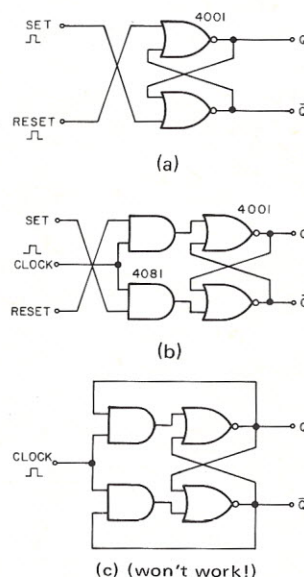 4001
SET
Q
RESET
Q̄
(a)
SET
4001
Q
CLOCK
4081
RESET
Q̄
(b)
Q
CLOCK
Q̄
(c) (won't work!)